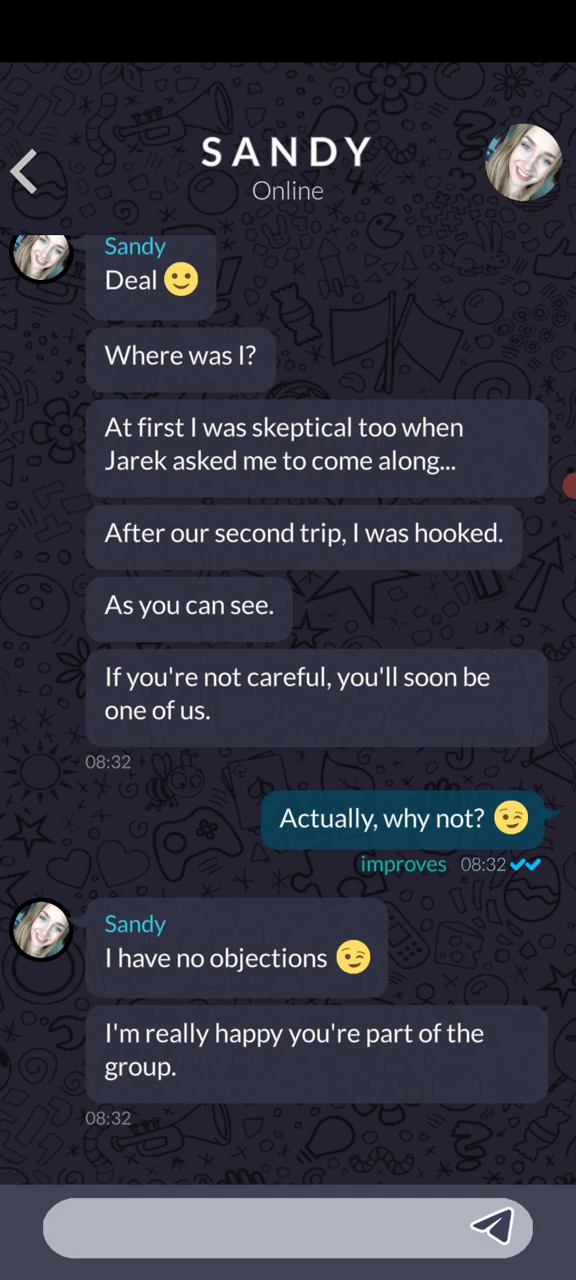 SANDY
Online
Sandy
Deal 🙂
Where was I?
At first I was skeptical too when
Jarek asked me to come along...
After our second trip, I was hooked.
As you can see.
If you're not careful, you'll soon be
one of us.
08:32
Actually, why not? 😉
improves 08:32
Sandy
I have no objections 😉
I'm really happy you're part of the
group.
08:32